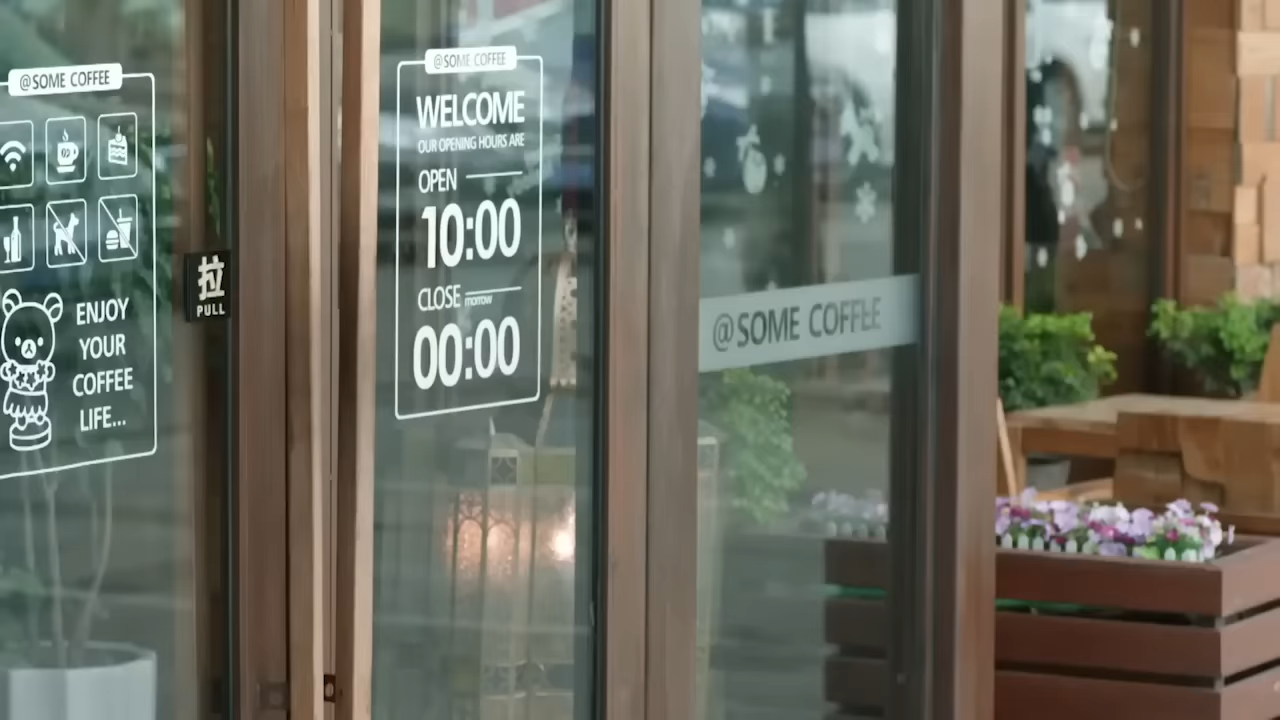 @SOME COFFEE
ENJOY
YOUR
COFFEE
LIFE...
拉
PULL
@SOME COFFEE
WELCOME
OUR OPENING HOURS ARE
OPEN
10:00
CLOSE morrow
00:00
@SOME COFFEE